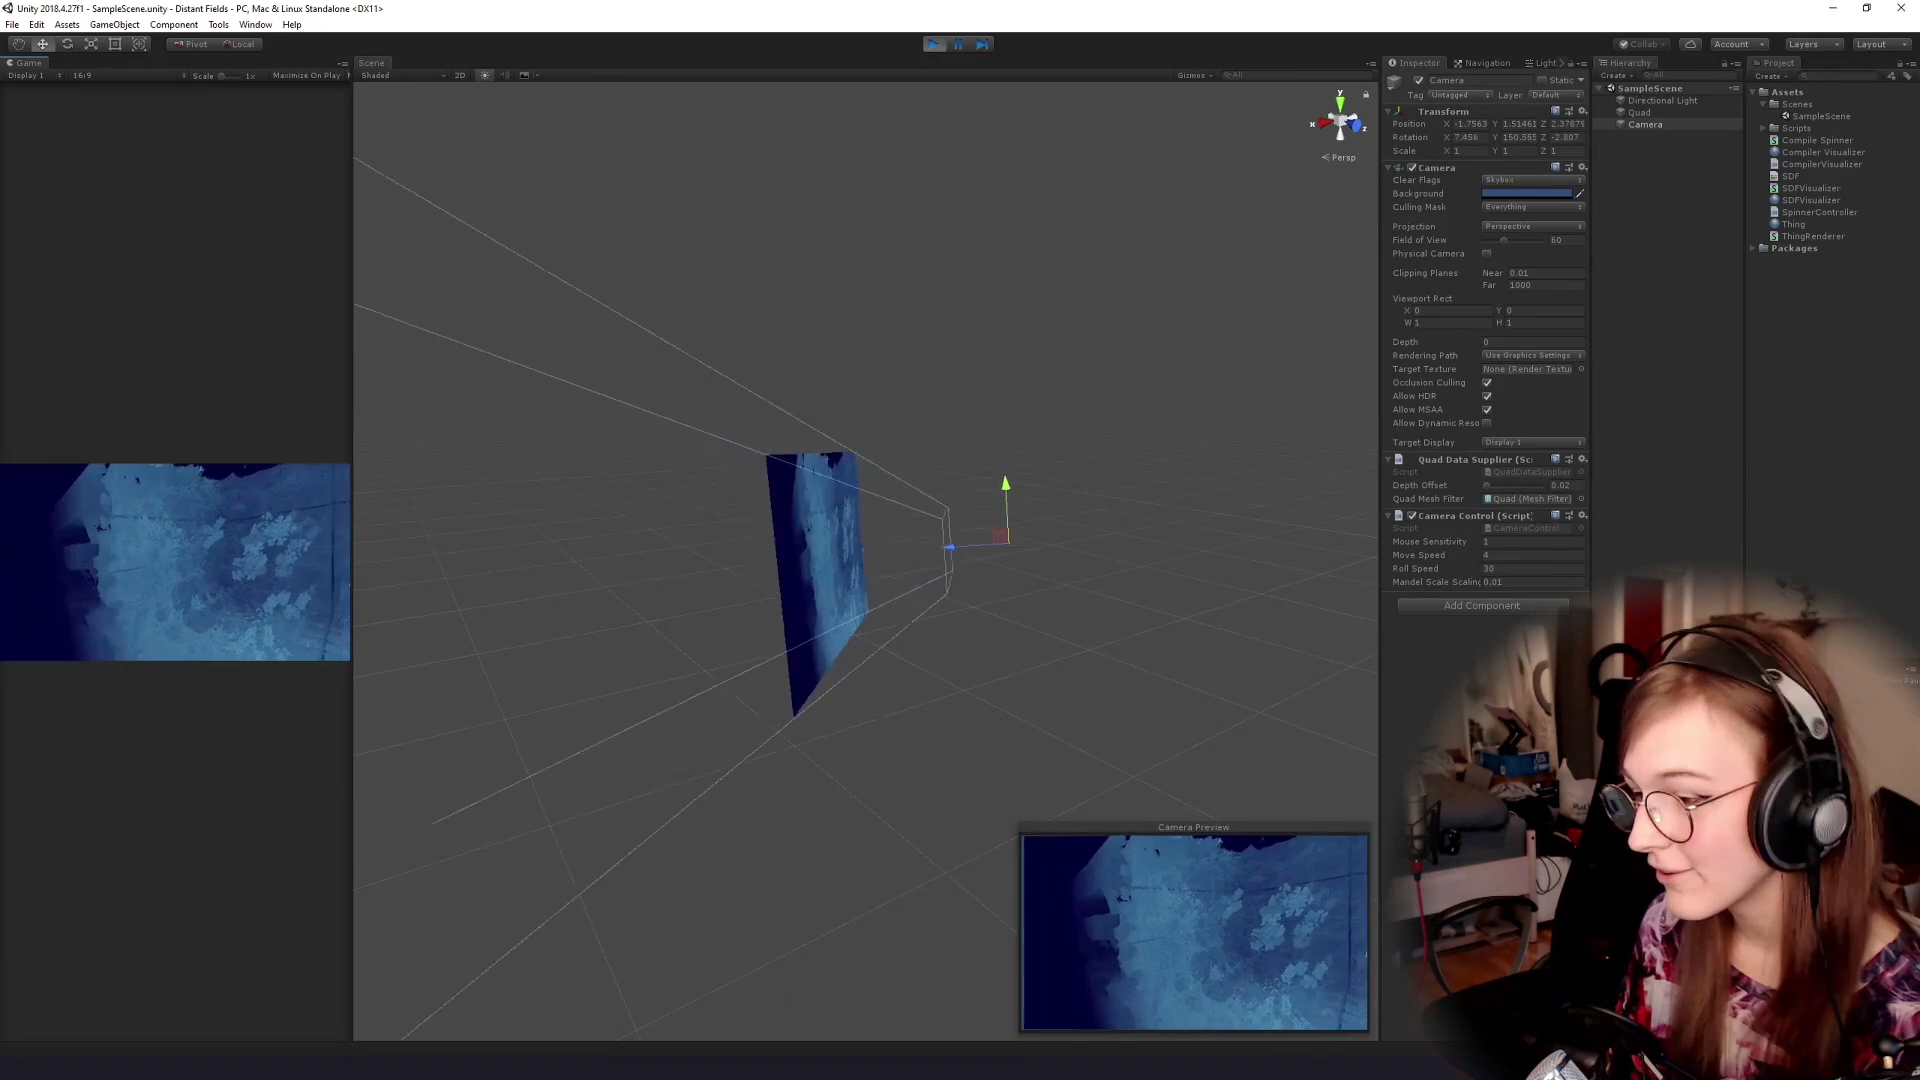 Unity 2018.4.27f1 - SampleScene.unity - Distant Fields - PC, Mac & Linux Standalone <DX11>
File Edit Assets GameObject Component Tools Window Help
Pivot Local
Collab Account Layers Layout
Game
Display 1 16:9 Scale 1x Maximize On Play
Scene
Shaded 2D Gizmos All
y
x
z
Persp
Camera Preview
Inspector Navigation Light
Camera Static
Tag Untagged Layer Default
Transform
Position X -1.7563 Y 1.51461 Z 2.37879
Rotation X 7.456 Y 150.555 Z -2.807
Scale X 1 Y 1 Z 1
Camera
Clear Flags Skybox
Background
Culling Mask Everything
Projection Perspective
Field of View 60
Physical Camera
Clipping Planes Near 0.01
Far 1000
Viewport Rect
X 0 Y 0
W 1 H 1
Depth 0
Rendering Path Use Graphics Settings
Target Texture None (Render Textu
Occlusion Culling
Allow HDR
Allow MSAA
Allow Dynamic Reso
Target Display Display 1
Quad Data Supplier (Sc
Script QuadDataSupplier
Depth Offset 0.02
Quad Mesh Filter Quad (Mesh Filter)
Camera Control (Script)
Script CameraControl
Mouse Sensitivity 1
Move Speed 4
Roll Speed 30
Mandel Scale Scaling 0.01
Add Component
Hierarchy
Create All
SampleScene
Directional Light
Quad
Camera
Project
Create
Assets
Scenes
SampleScene
Scripts
Compile Spinner
Compiler Visualizer
CompilerVisualizer
SDF
SDFVisualizer
SDFVisualizer
SpinnerController
Thing
ThingRenderer
Packages